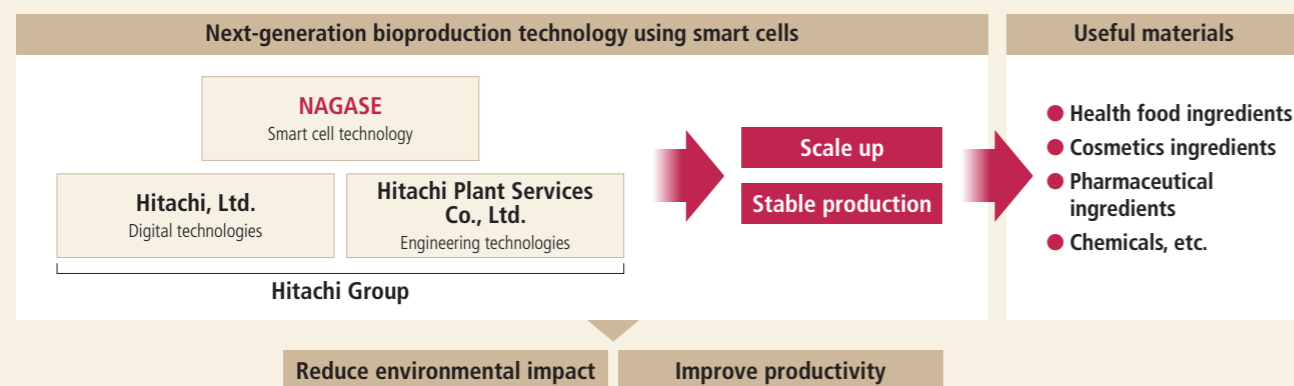 Next-generation bioproduction technology using smart cells
NAGASE
Smart cell technology
Hitachi, Ltd.
Digital technologies
Hitachi Plant Services
Co., Ltd.
Engineering technologies
Hitachi Group
Scale up
Stable production
Useful materials
● Health food ingredients
● Cosmetics ingredients
● Pharmaceutical
ingredients
● Chemicals, etc.
Reduce environmental impact
Improve productivity